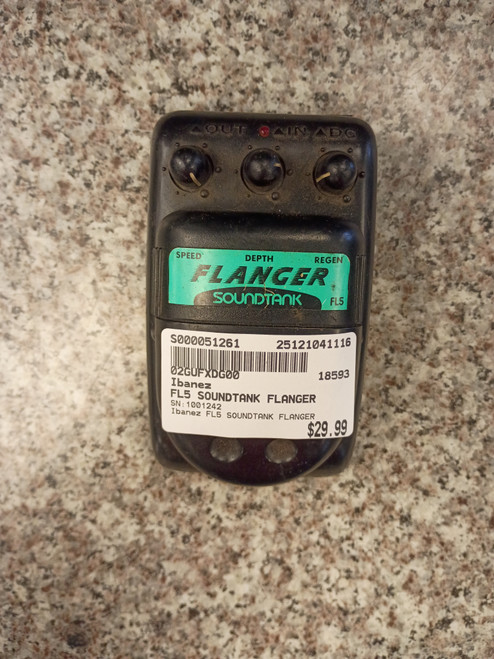 ▲OUT ▲IN ▲DC
SPEED DEPTH REGEN
FLANGER
SOUNDTANK FL5
S000051261 25121041116
02GUFXDG00 18593
Ibanez
FL5 SOUNDTANK FLANGER
SN:1001242
Ibanez FL5 SOUNDTANK FLANGER
$29.99